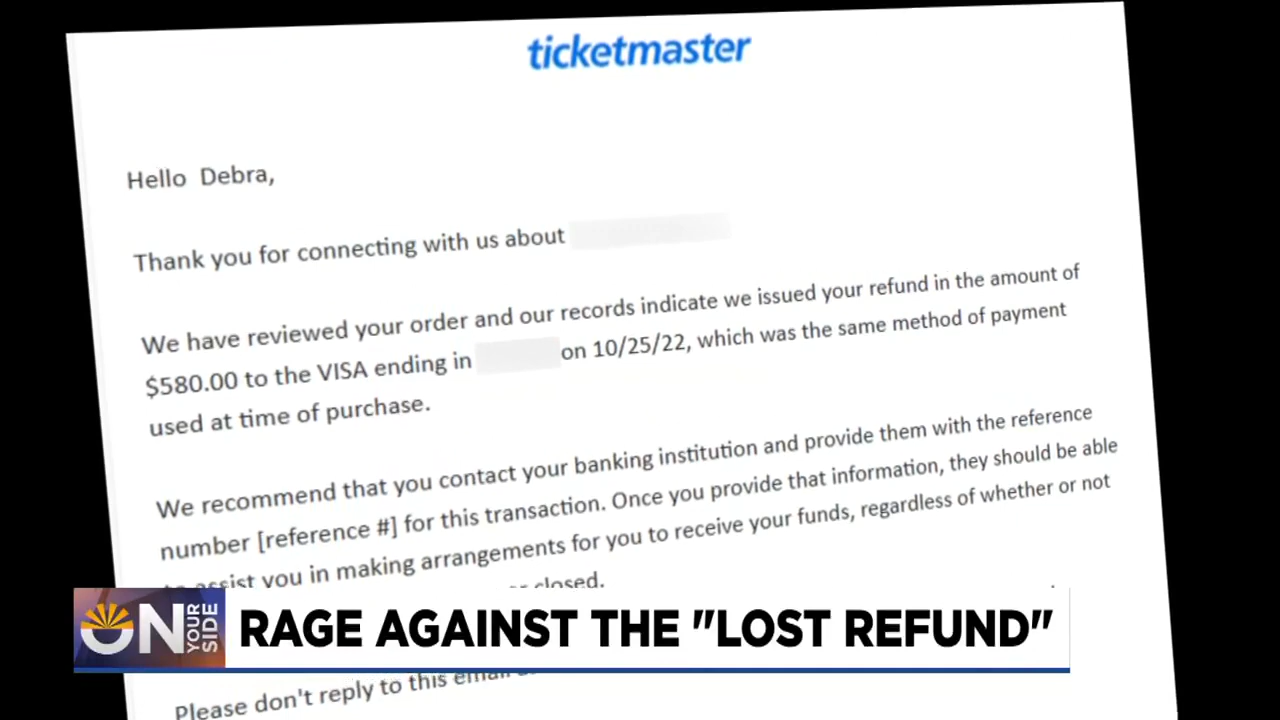 ticketmaster
Hello Debra,
Thank you for connecting with us about
We have reviewed your order and our records indicate we issued your refund in the amount of
$580.00 to the VISA ending in on 10/25/22, which was the same method of payment
used at time of purchase.
We recommend that you contact your banking institution and provide them with the reference
number [reference #] for this transaction. Once you provide that information, they should be able
assist you in making arrangements for you to receive your funds, regardless of whether or not
closed.
ON YOUR SIDE
RAGE AGAINST THE "LOST REFUND"
Please don't reply to this email